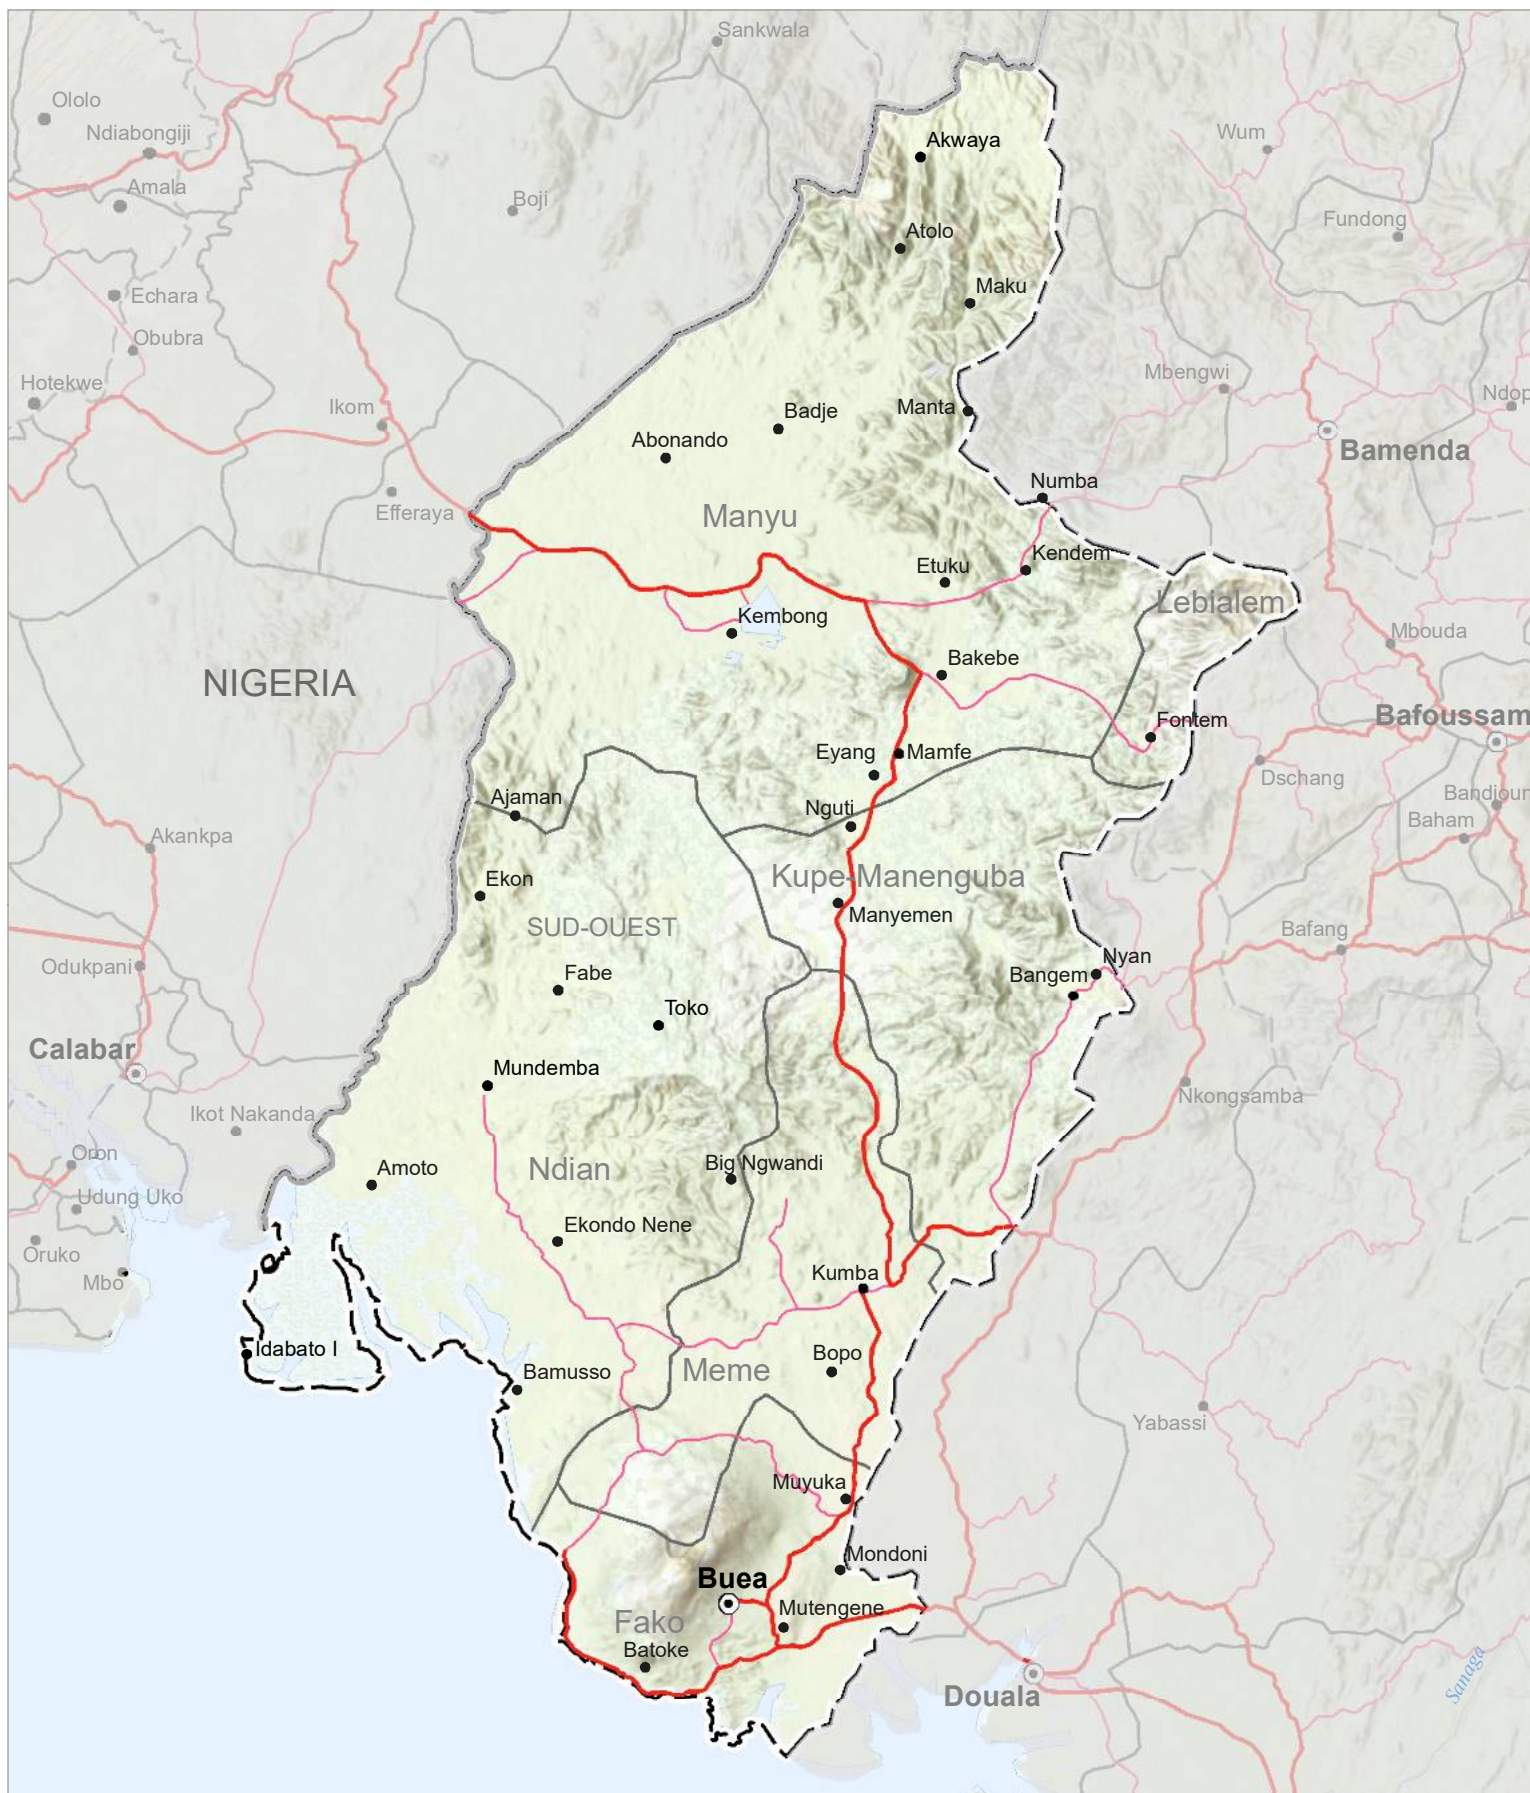 Sankwala
Ololo
Ndiabongiji
Wum
Akwaya
Amala
Boji
Fundong
Atolo
Maku
Echara
Obubra
Hotekwe
Mbengwi
Ndop
Ikom
Badje
Manta
Abonando
Bamenda
Numba
Efferaya
Manyu
Kendem
Etuku
Lebialem
Kembong
Mbouda
Bakebe
NIGERIA
Bafoussam
Fontem
Eyang
Mamfe
Dschang
Bandjoun
Ajaman
Nguti
Baham
Akankpa
Kupe-Manenguba
Ekon
Manyemen
SUD-OUEST
Bafang
Nyan
Odukpani
Fabe
Bangem
Toko
Calabar
Mundemba
Nkongsamba
Ikot Nakanda
Oron
Amoto
Ndian
Big Ngwandi
Udung Uko
Ekondo Nene
Oruko
Mbo
Kumba
Idabato I
Bopo
Bamusso
Meme
Yabassi
Muyuka
Mondoni
Buea
Mutengene
Fako
Batoke
Sanaga
Douala